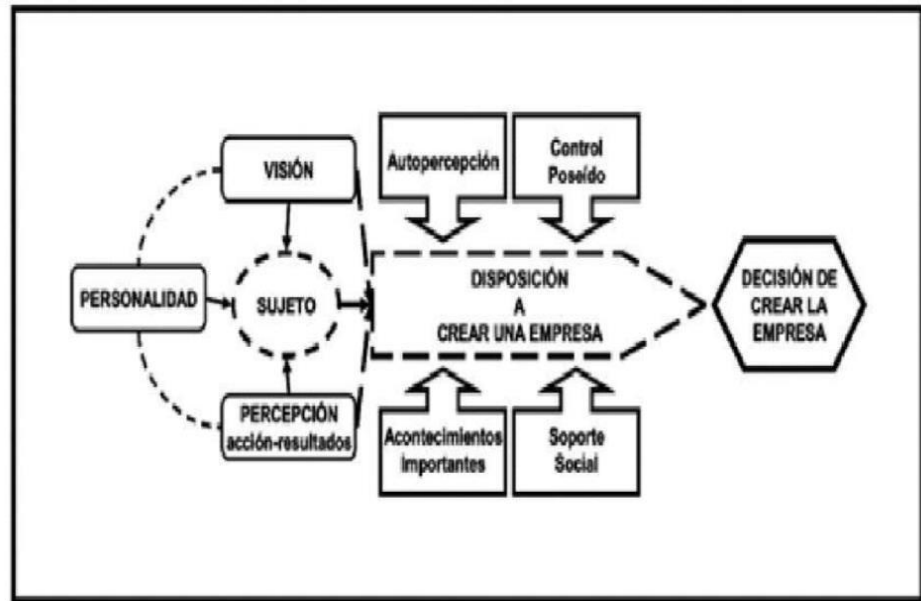 VISIÓN
PERSONALIDAD
SUJETO
PERCEPCIÓN
acción-resultados
Autopercepción
Control
Poseído
DISPOSICIÓN
A
CREAR UNA EMPRESA
Acontecimientos
Importantes
Soporte
Social
DECISIÓN DE
CREAR LA
EMPRESA